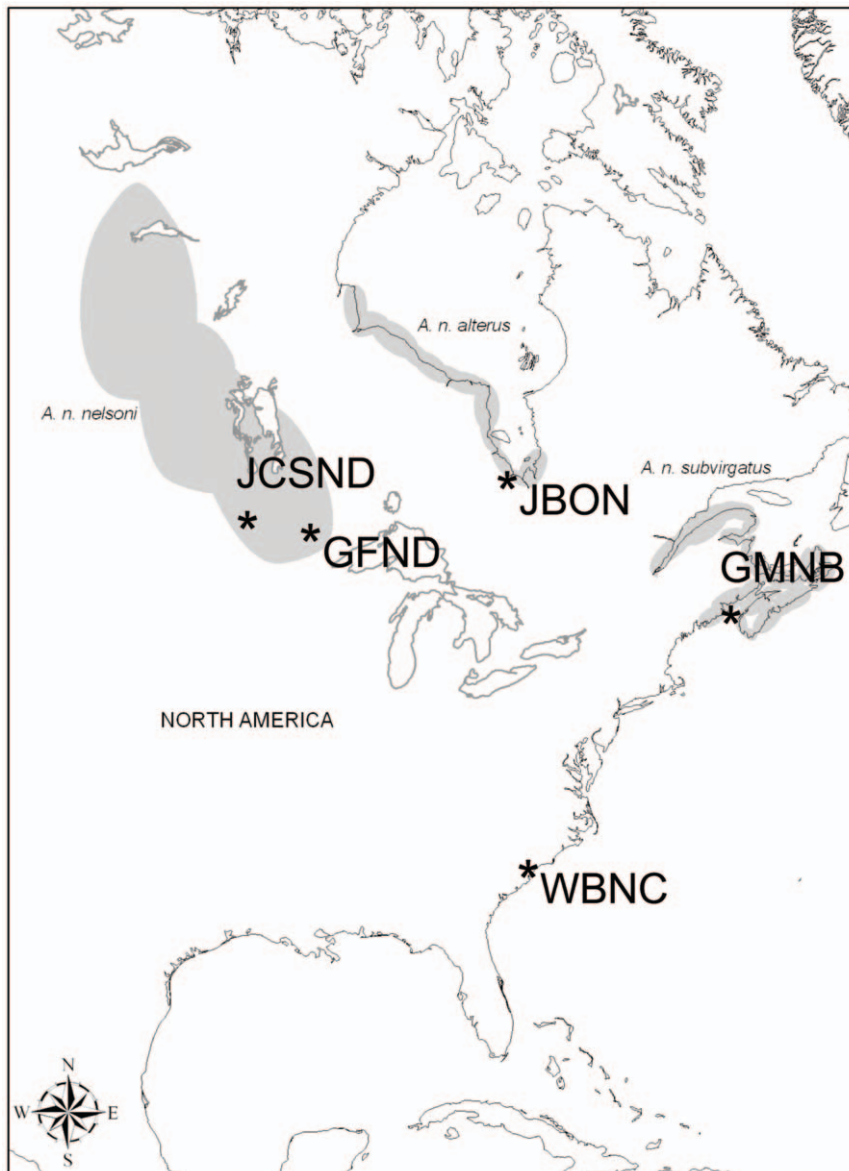 A. n. alterus
A. n. nelsoni
A. n. subvirgatus
JCSND
*
*
GFND
*
JBON
GMNB
*
NORTH AMERICA
*
WBNC
N
W
E
S